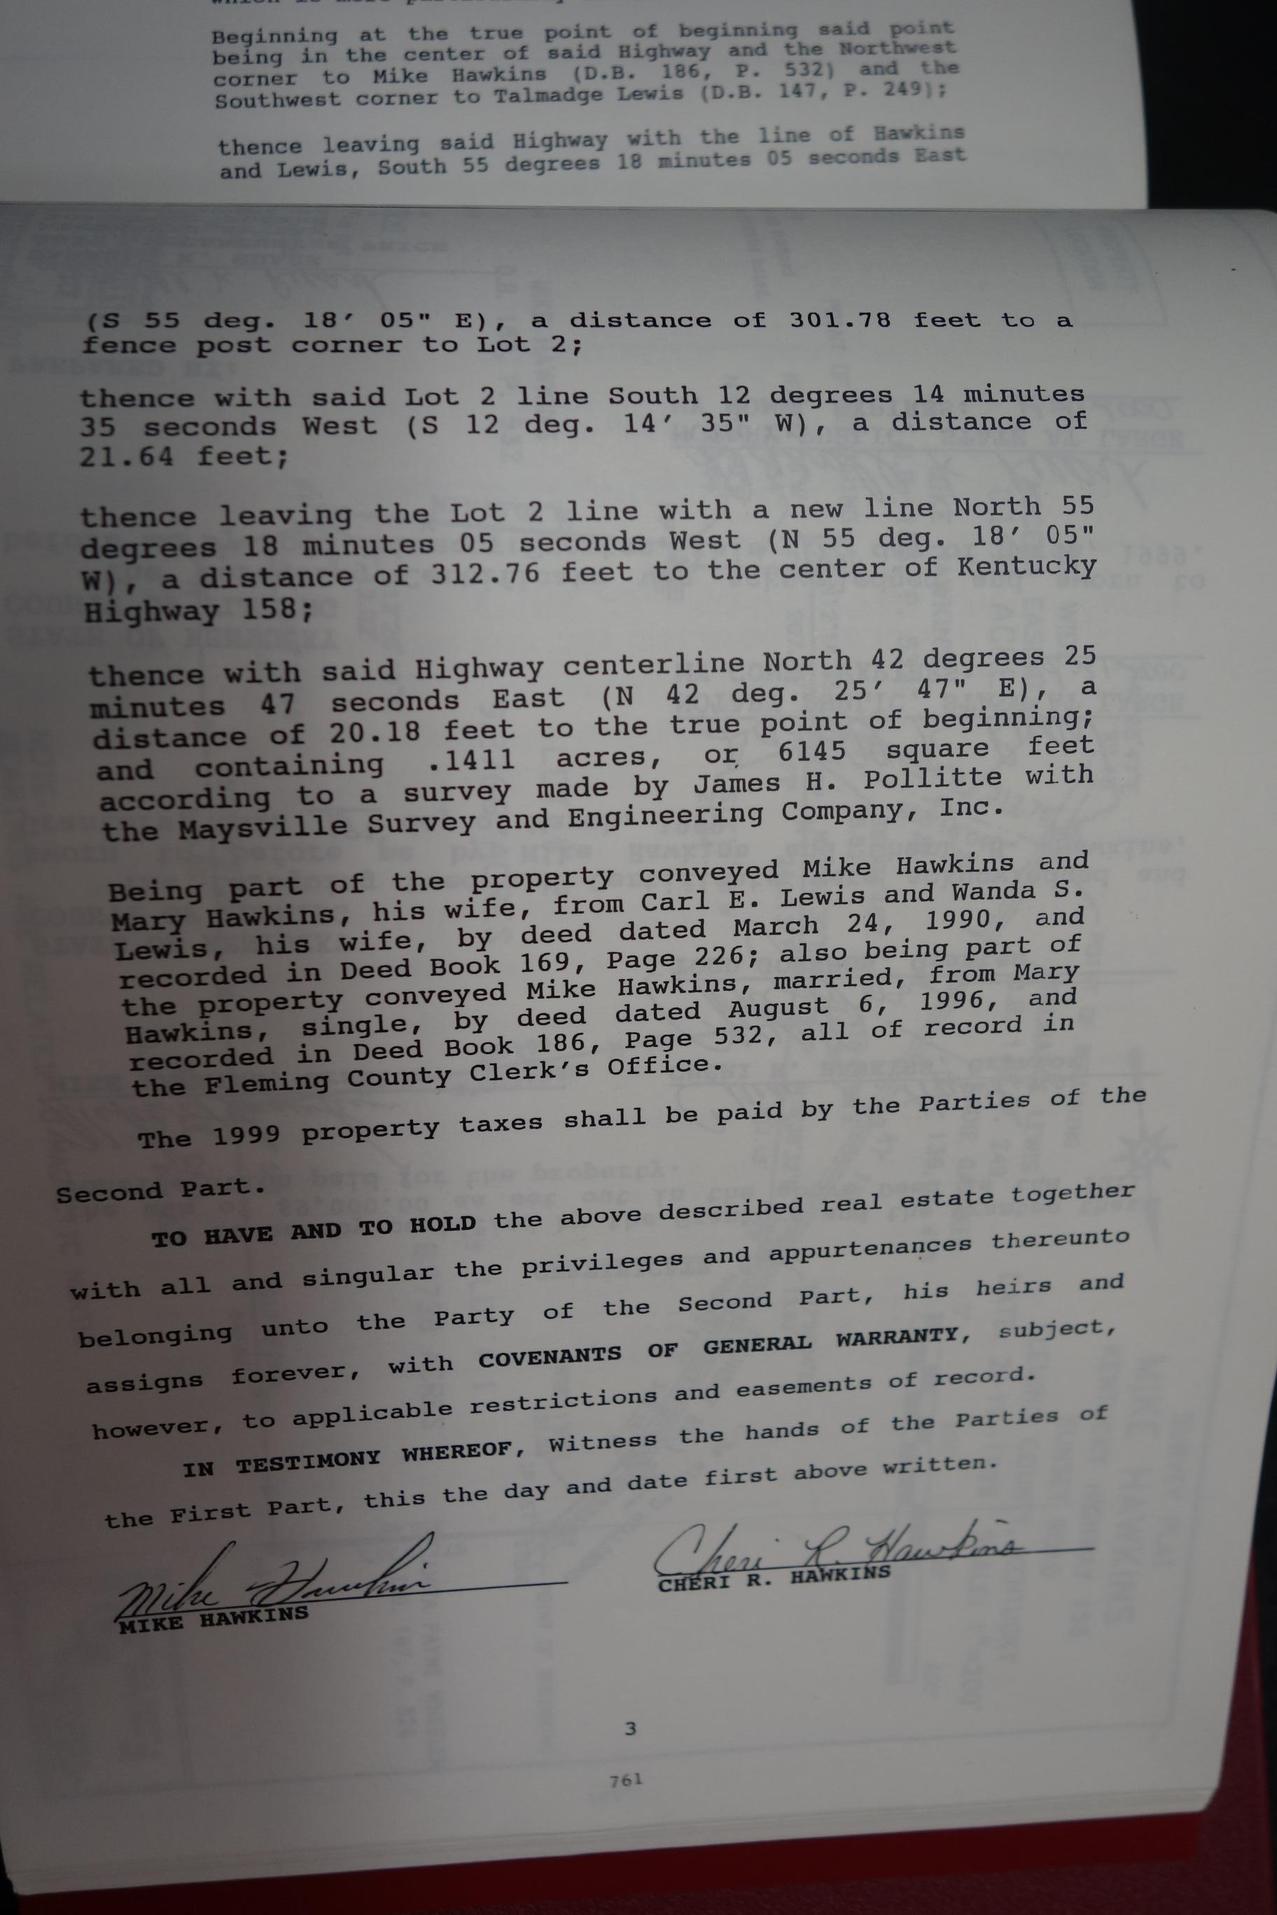 Beginning at the true point of beginning said point
being in the center of said Highway and the Northwest
corner to Mike Hawkins (D.B. 186, P. 532) and the
Southwest corner to Talmadge Lewis (D.B. 147, P. 249);
thence leaving said Highway with the line of Hawkins
and Lewis, South 55 degrees 18 minutes 05 seconds East
(S 55 deg. 18' 05" E), a distance of 301.78 feet to a
fence post corner to Lot 2;
thence with said Lot 2 line South 12 degrees 14 minutes
35 seconds West (S 12 deg. 14' 35" W), a distance of
21.64 feet;
thence leaving the Lot 2 line with a new line North 55
degrees 18 minutes 05 seconds West (N 55 deg. 18' 05"
W), a distance of 312.76 feet to the center of Kentucky
Highway 158;
thence with said Highway centerline North 42 degrees 25
minutes 47 seconds East (N 42 deg. 25' 47" E), a
distance of 20.18 feet to the true point of beginning;
and containing .1411 acres, or 6145 square feet
according to a survey made by James H. Pollitte with
the Maysville Survey and Engineering Company, Inc.
Being part of the property conveyed Mike Hawkins and
Mary Hawkins, his wife, from Carl E. Lewis and Wanda S.
Lewis, his wife, by deed dated March 24, 1990, and
recorded in Deed Book 169, Page 226; also being part of
the property conveyed Mike Hawkins, married, from Mary
Hawkins, single, by deed dated August 6, 1996, and
recorded in Deed Book 186, Page 532, all of record in
the Fleming County Clerk's Office.
The 1999 property taxes shall be paid by the Parties of the
Second Part.
TO HAVE AND TO HOLD the above described real estate together
with all and singular the privileges and appurtenances thereunto
belonging unto the Party of the Second Part, his heirs and
assigns forever, with COVENANTS OF GENERAL WARRANTY, subject,
however, to applicable restrictions and easements of record.
IN TESTIMONY WHEREOF, Witness the hands of the Parties of
the First Part, this the day and date first above written.
Mike Hawkins Cheri R. Hawkins
MIKE HAWKINS CHERI R. HAWKINS
3
761